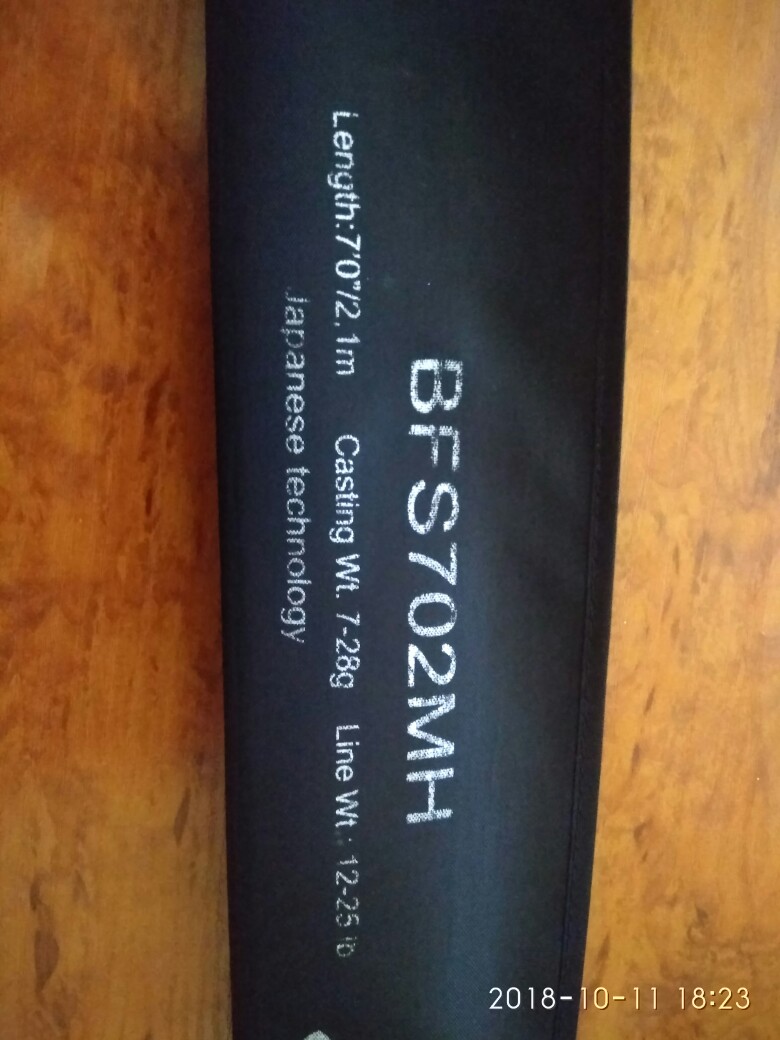 BFS702MH
Length:7'0"/2.1m Casting Wt. 7-28g Line Wt.: 12-25 lb
Japanese technology
2018-10-11 18:23